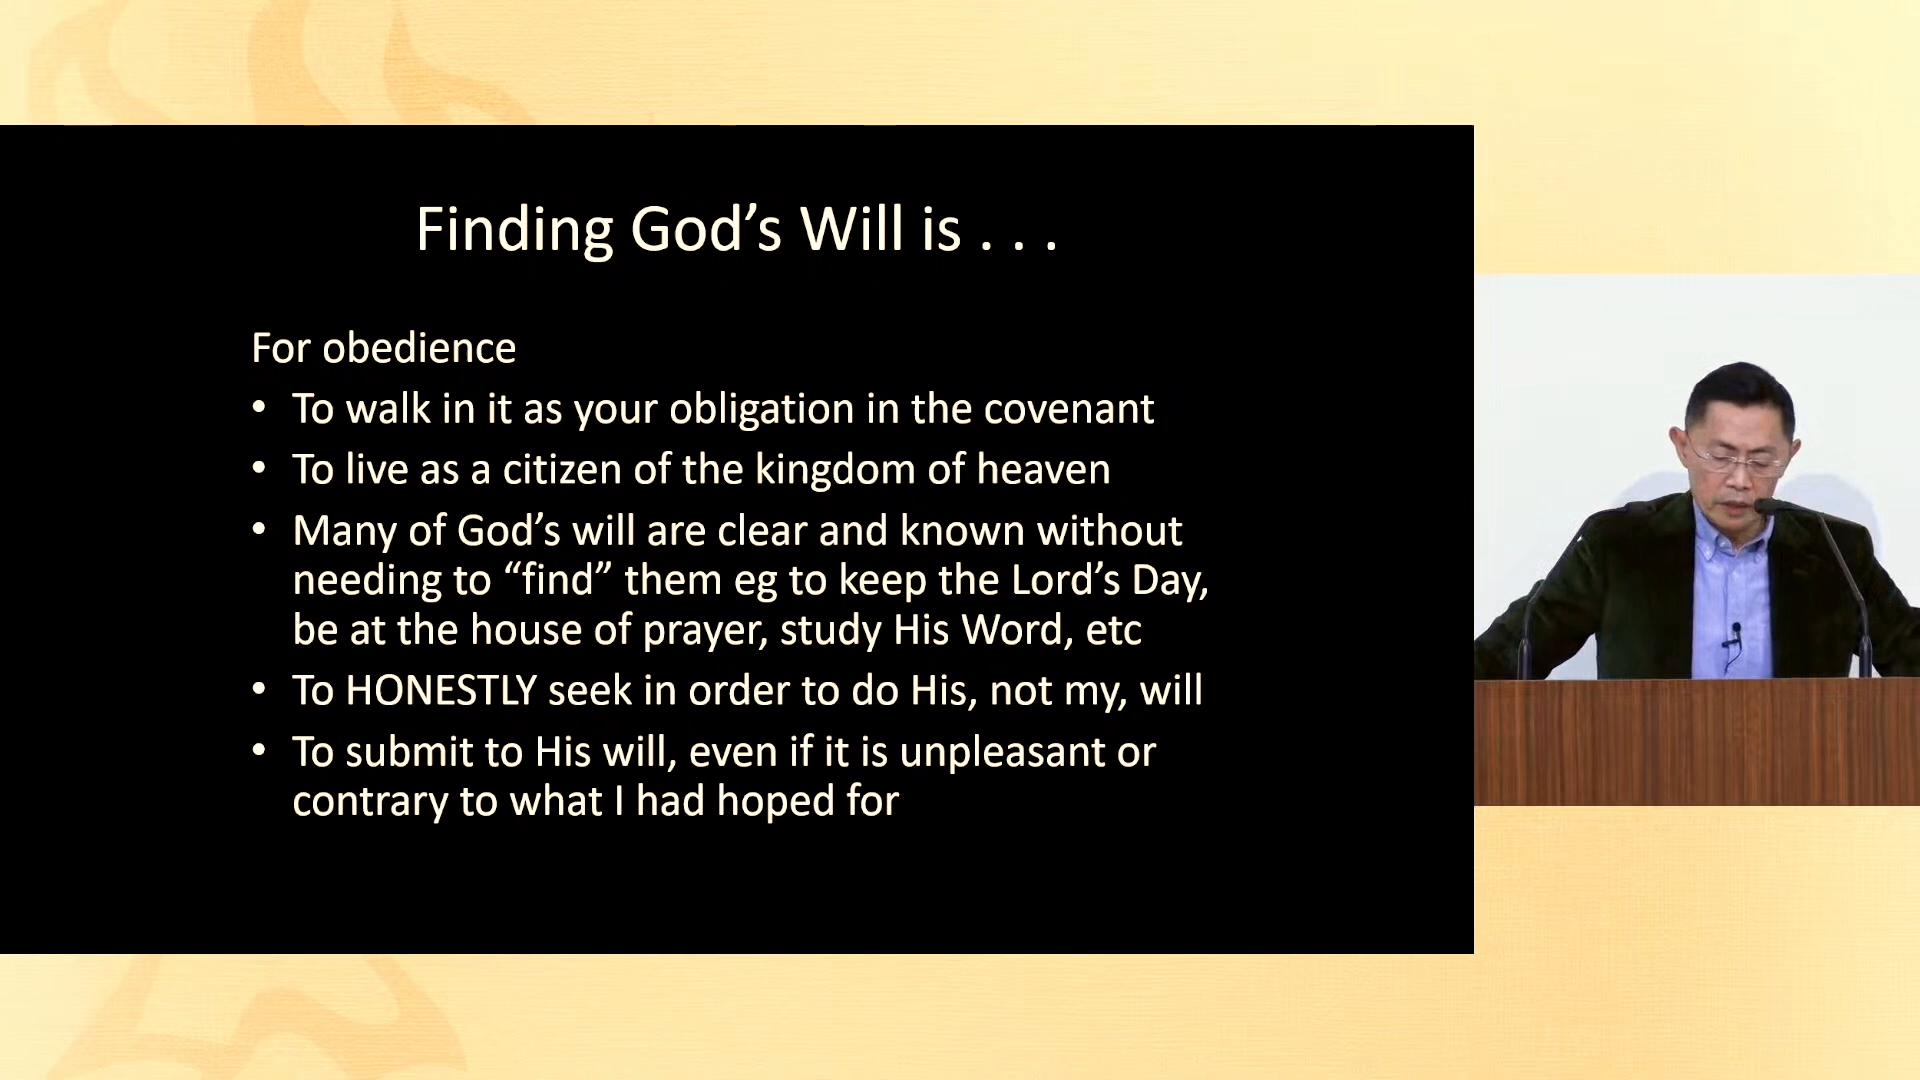 Finding God’s Will is . . .
For obedience
• To walk in it as your obligation in the covenant
• To live as a citizen of the kingdom of heaven
• Many of God’s will are clear and known without
needing to “find” them eg to keep the Lord’s Day,
be at the house of prayer, study His Word, etc
• To HONESTLY seek in order to do His, not my, will
• To submit to His will, even if it is unpleasant or
contrary to what I had hoped for